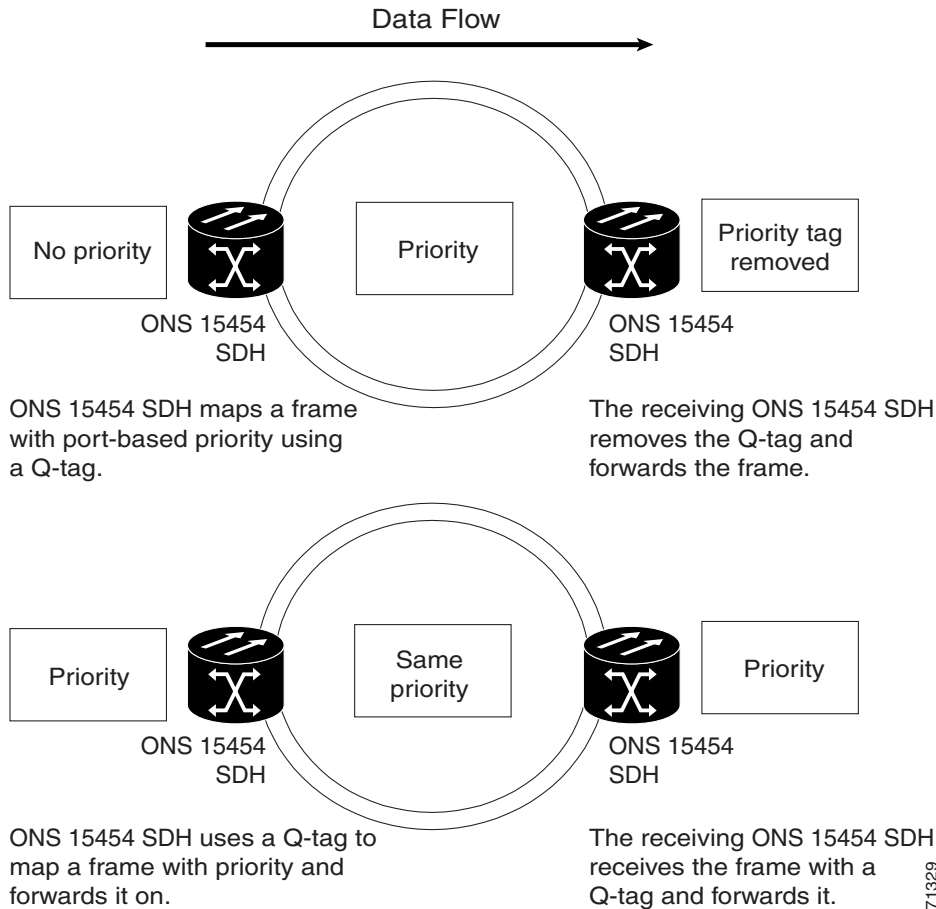 Data Flow
No priority
Priority
Priority tag
removed
ONS 15454
SDH
ONS 15454
SDH
ONS 15454 SDH maps a frame
with port-based priority using
a Q-tag.
The receiving ONS 15454 SDH
removes the Q-tag and
forwards the frame.
Priority
Same
priority
Priority
ONS 15454
SDH
ONS 15454
SDH
ONS 15454 SDH uses a Q-tag to
map a frame with priority and
forwards it on.
The receiving ONS 15454 SDH
receives the frame with a
Q-tag and forwards it.
71329